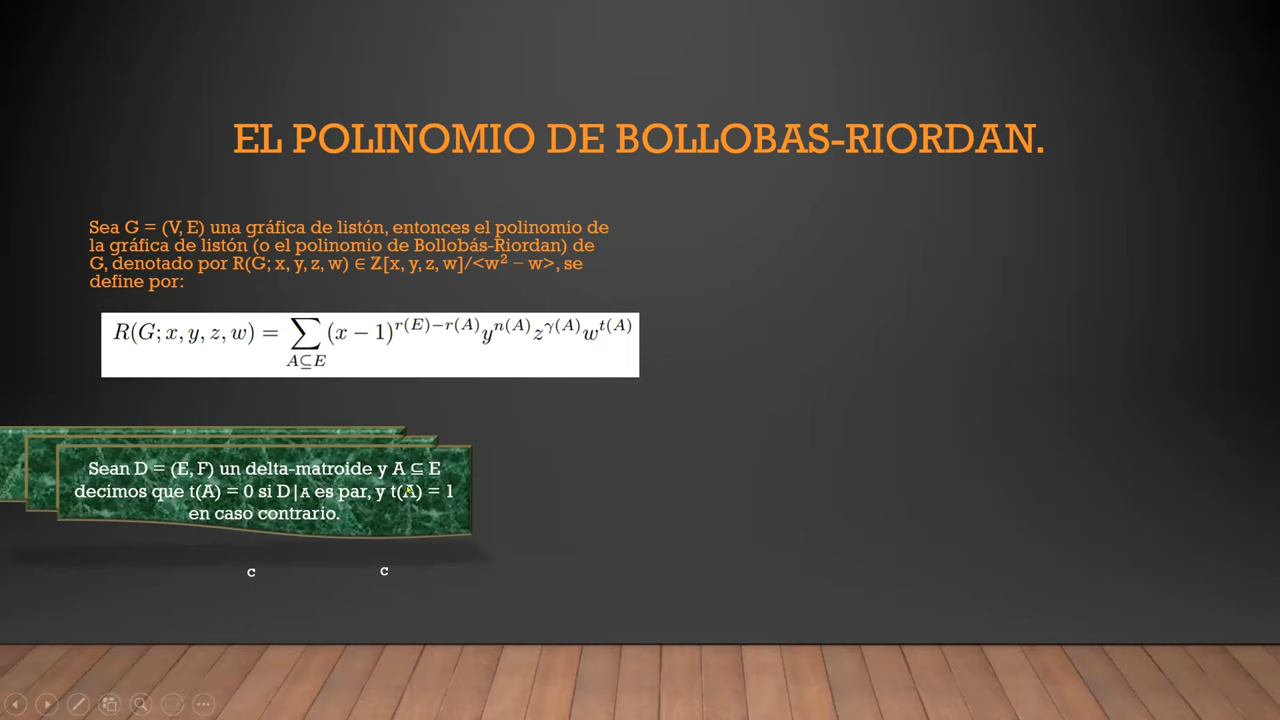 EL POLINOMIO DE BOLLOBAS-RIORDAN.
Sea G = (V, E) una gráfica de listón, entonces el polinomio de
la gráfica de listón (o el polinomio de Bollobás-Riordan) de
G, denotado por R(G; x, y, z, w) ∈ Z[x, y, z, w]/<w² − w>, se
define por:
R(G; x, y, z, w) = ∑_{A⊆E} (x − 1)^{r(E)−r(A)} y^{n(A)} z^{γ(A)} w^{t(A)}
Sean D = (E, F) un delta-matroide y A ⊆ E
decimos que t(A) = 0 si D|A es par, y t(A) = 1
en caso contrario.
c c